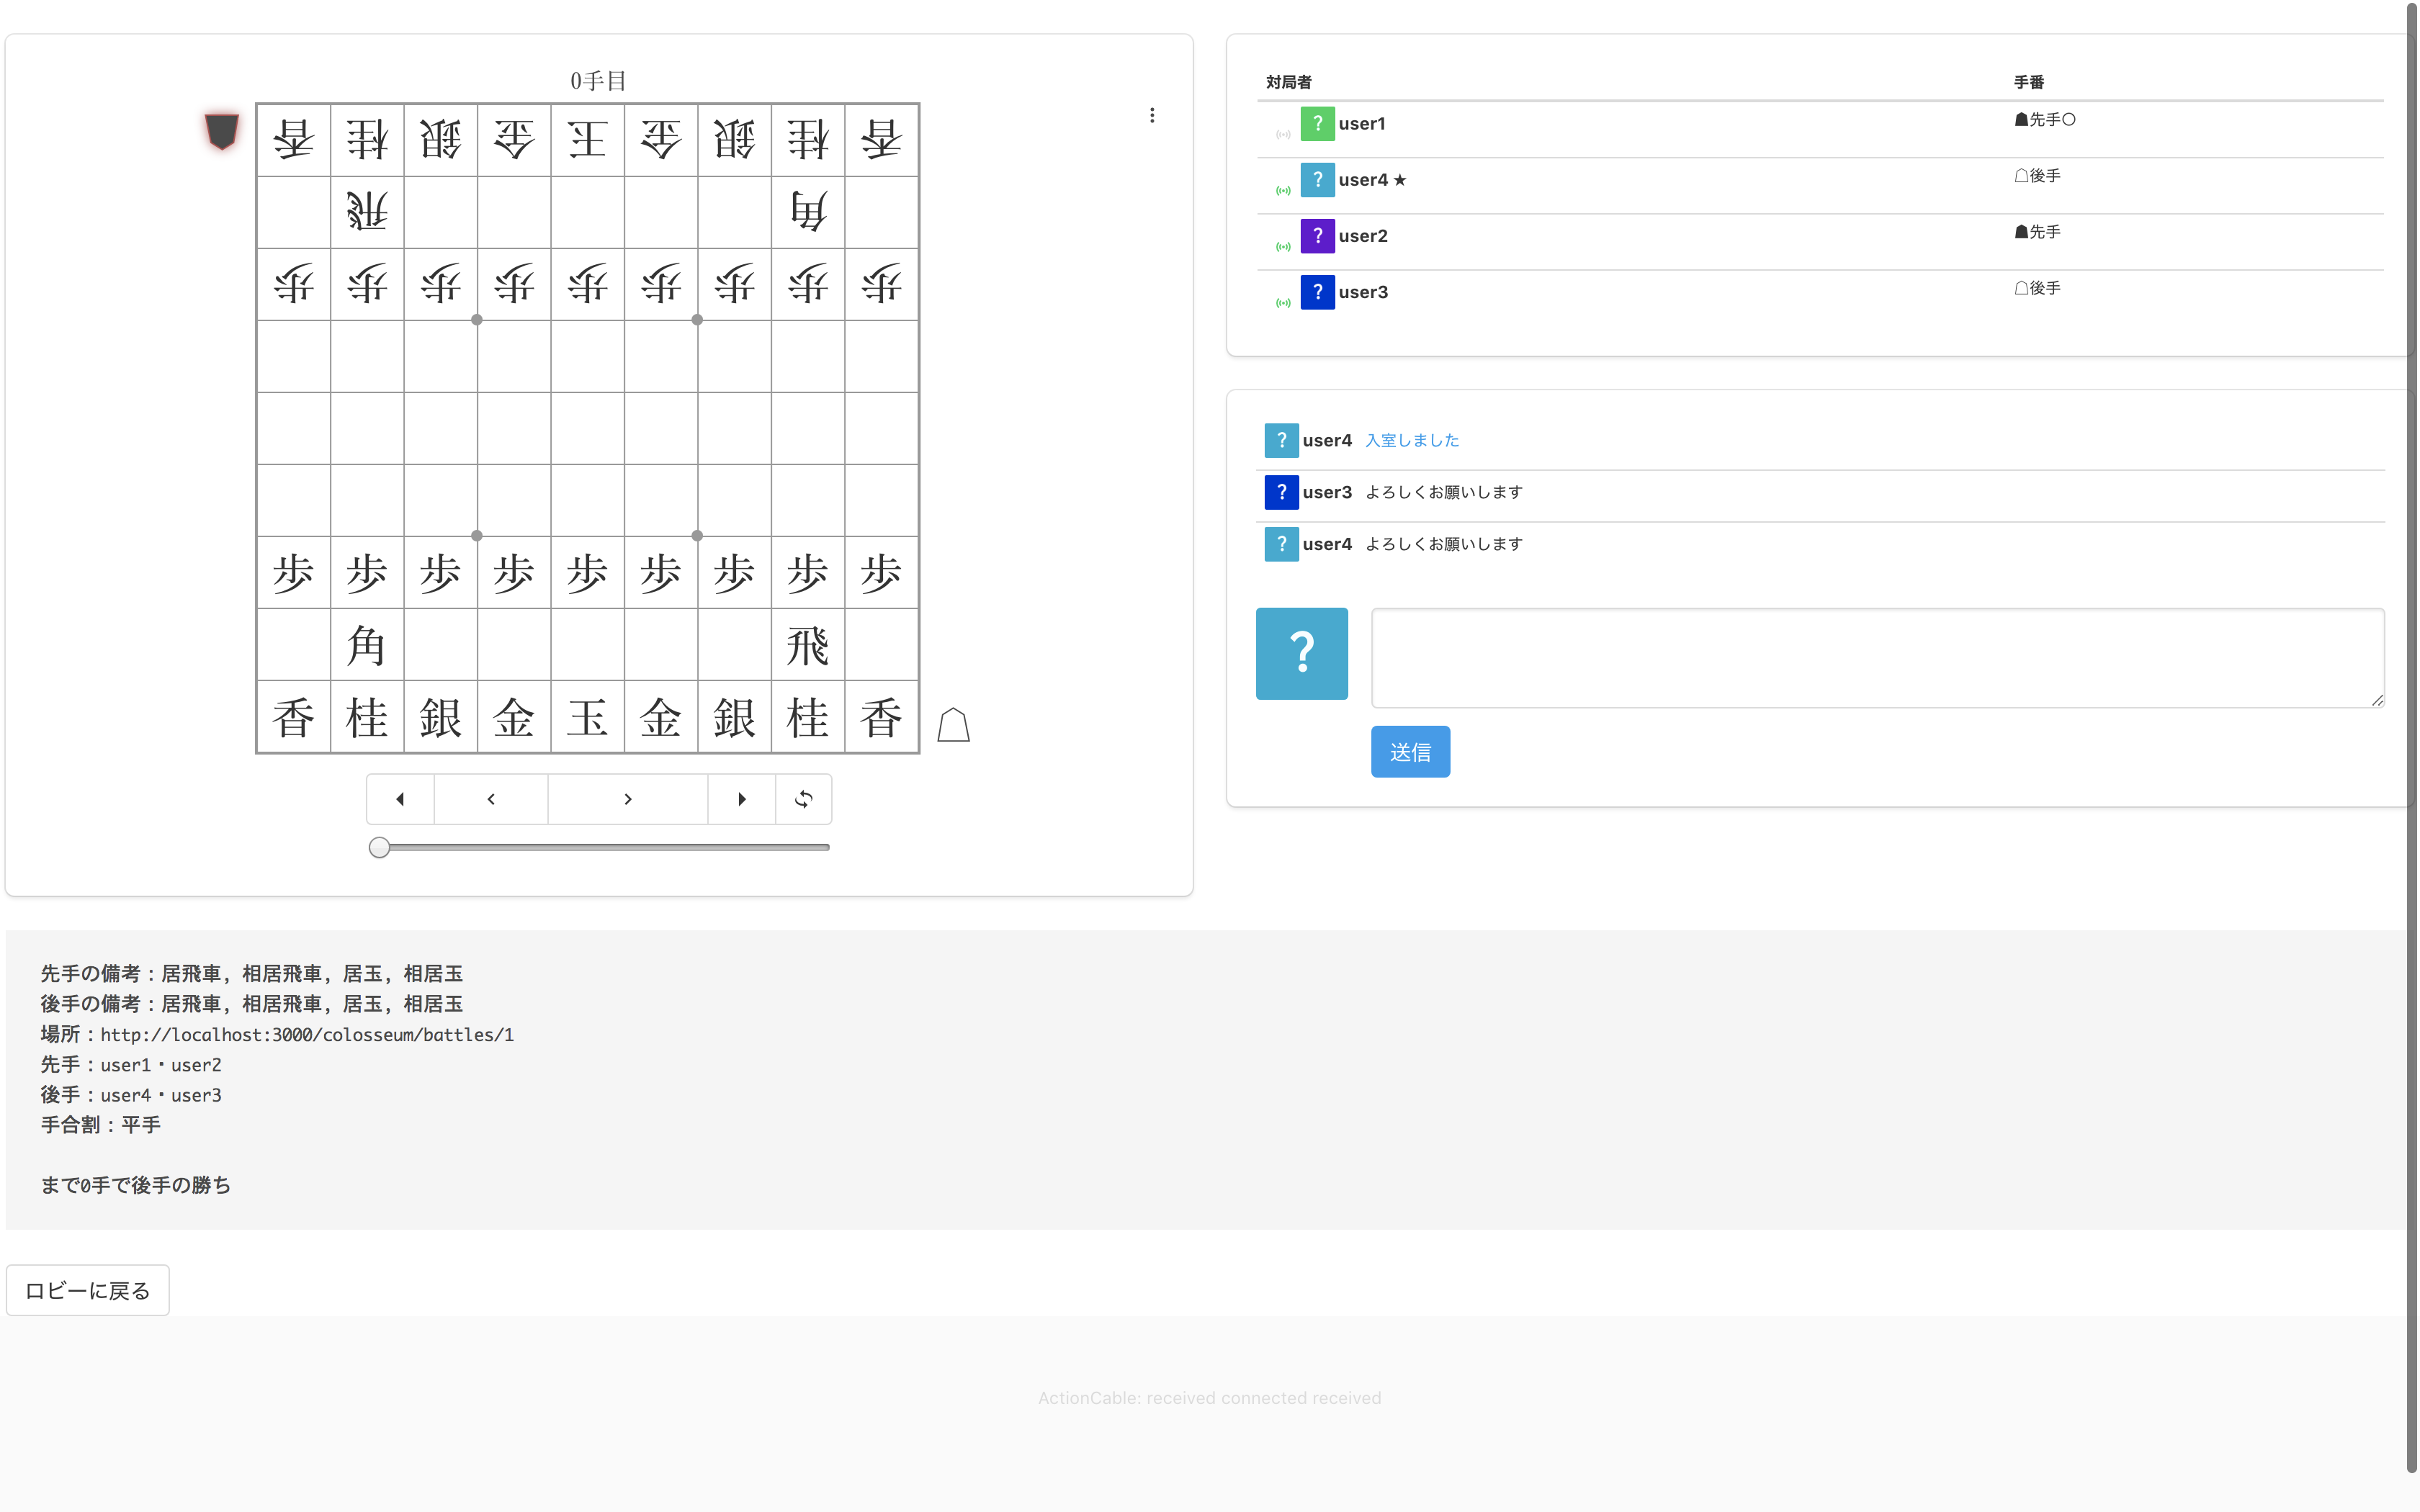 0手目
香 桂 銀 金 王 金 銀 桂 香
飛 角
歩 歩 歩 歩 歩 歩 歩 歩 歩
歩 歩 歩 歩 歩 歩 歩 歩 歩
角 飛
香 桂 銀 金 玉 金 銀 桂 香
対局者 手番
? user1 ☗先手○
? user4 ★ ☖後手
? user2 ☗先手
? user3 ☖後手
? user4 入室しました
? user3 よろしくお願いします
? user4 よろしくお願いします
?
送信
先手の備考：居飛車, 相居飛車, 居玉, 相居玉
後手の備考：居飛車, 相居飛車, 居玉, 相居玉
場所：http://localhost:3000/colosseum/battles/1
先手：user1・user2
後手：user4・user3
手合割：平手
まで0手で後手の勝ち
ロビーに戻る
ActionCable: received connected received